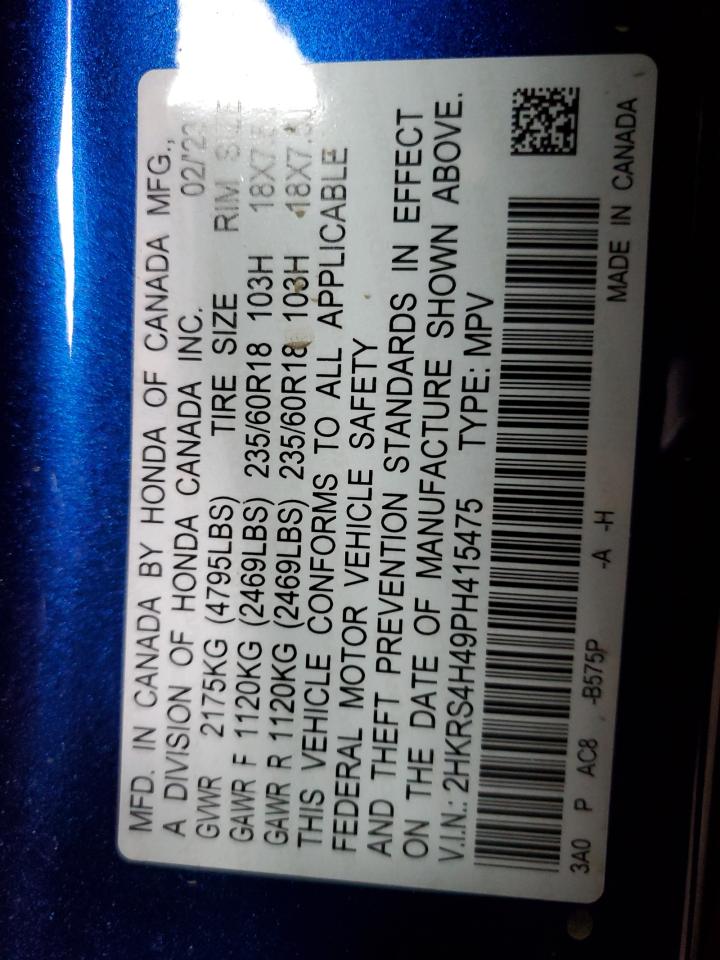 MFD. IN CANADA BY HONDA OF CANADA MFG.,
A DIVISION OF HONDA CANADA INC. 02/'23
GVWR 2175KG (4795LBS) TIRE SIZE RIM SIZE
GAWR F 1120KG (2469LBS) 235/60R18 103H
GAWR R 1120KG (2469LBS) 235/60R18 103H
THIS VEHICLE CONFORMS TO ALL APPLICABLE
FEDERAL MOTOR VEHICLE SAFETY
AND THEFT PREVENTION STANDARDS IN EFFECT
ON THE DATE OF MANUFACTURE SHOWN ABOVE.
V.I.N.: 2HKRS4H49PH415475 TYPE: MPV
3A0 P AC8 -B575P -A -H MADE IN CANADA